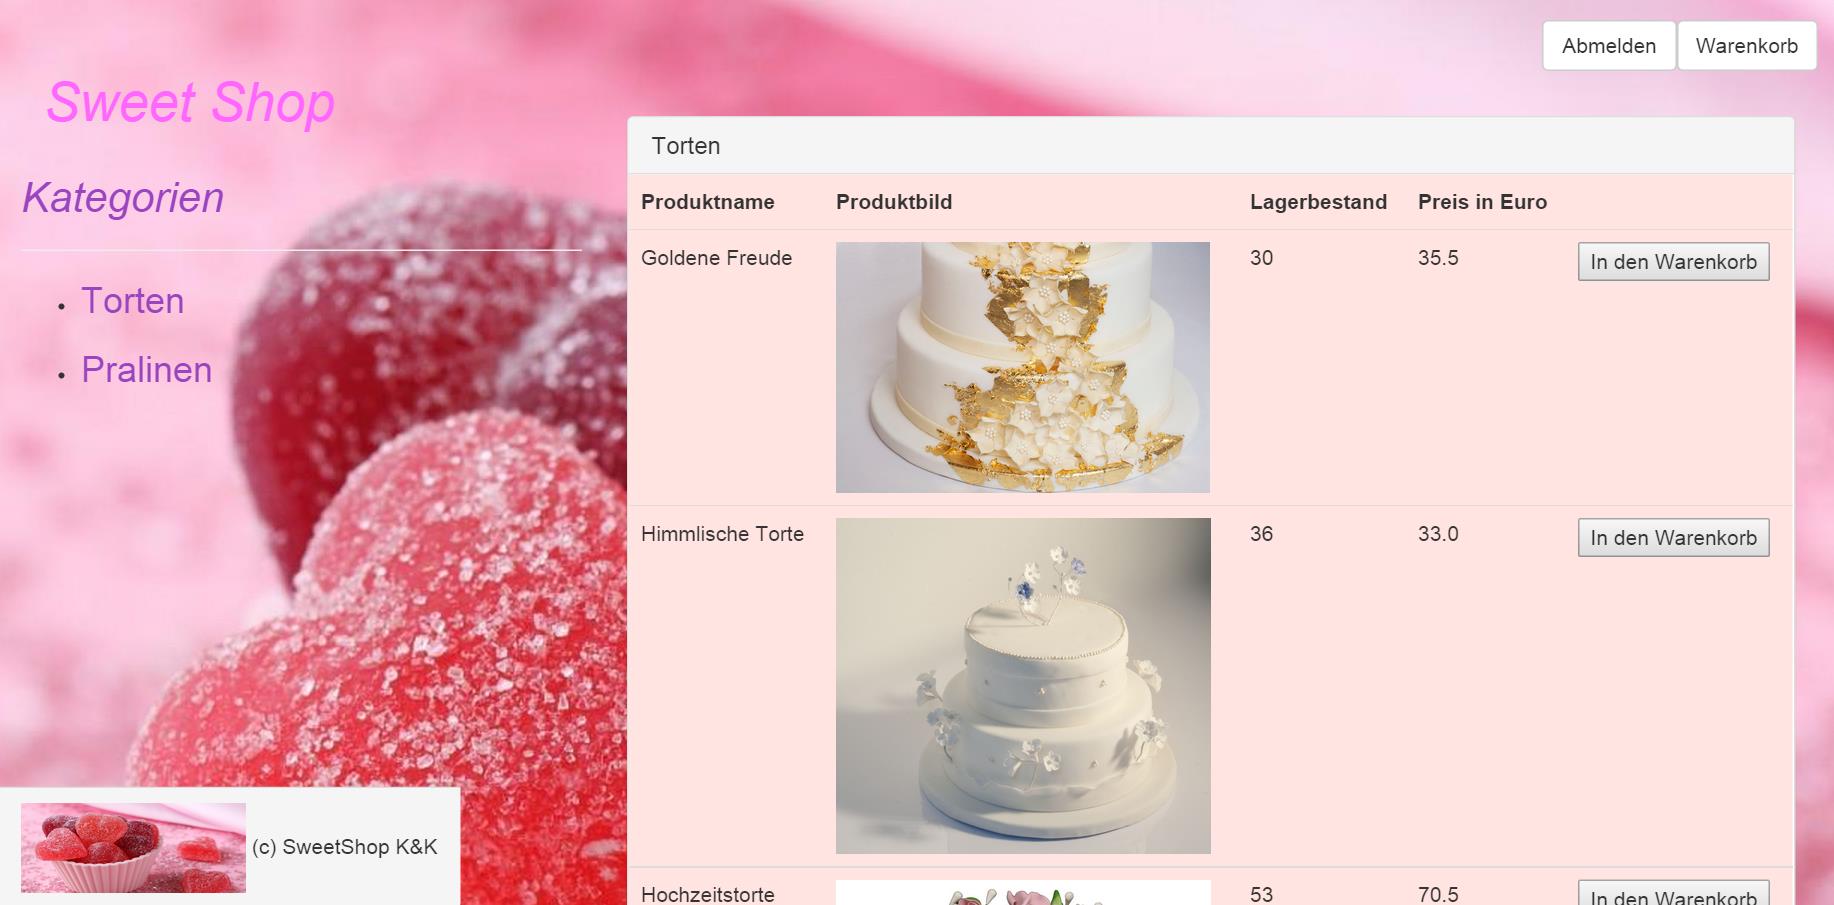 Abmelden Warenkorb
Sweet Shop
Kategorien
• Torten
• Pralinen
Torten
Produktname Produktbild Lagerbestand Preis in Euro
Goldene Freude 30 35.5 In den Warenkorb
Himmlische Torte 36 33.0 In den Warenkorb
Hochzeitstorte 53 70.5 In den Warenkorb
(c) SweetShop K&K